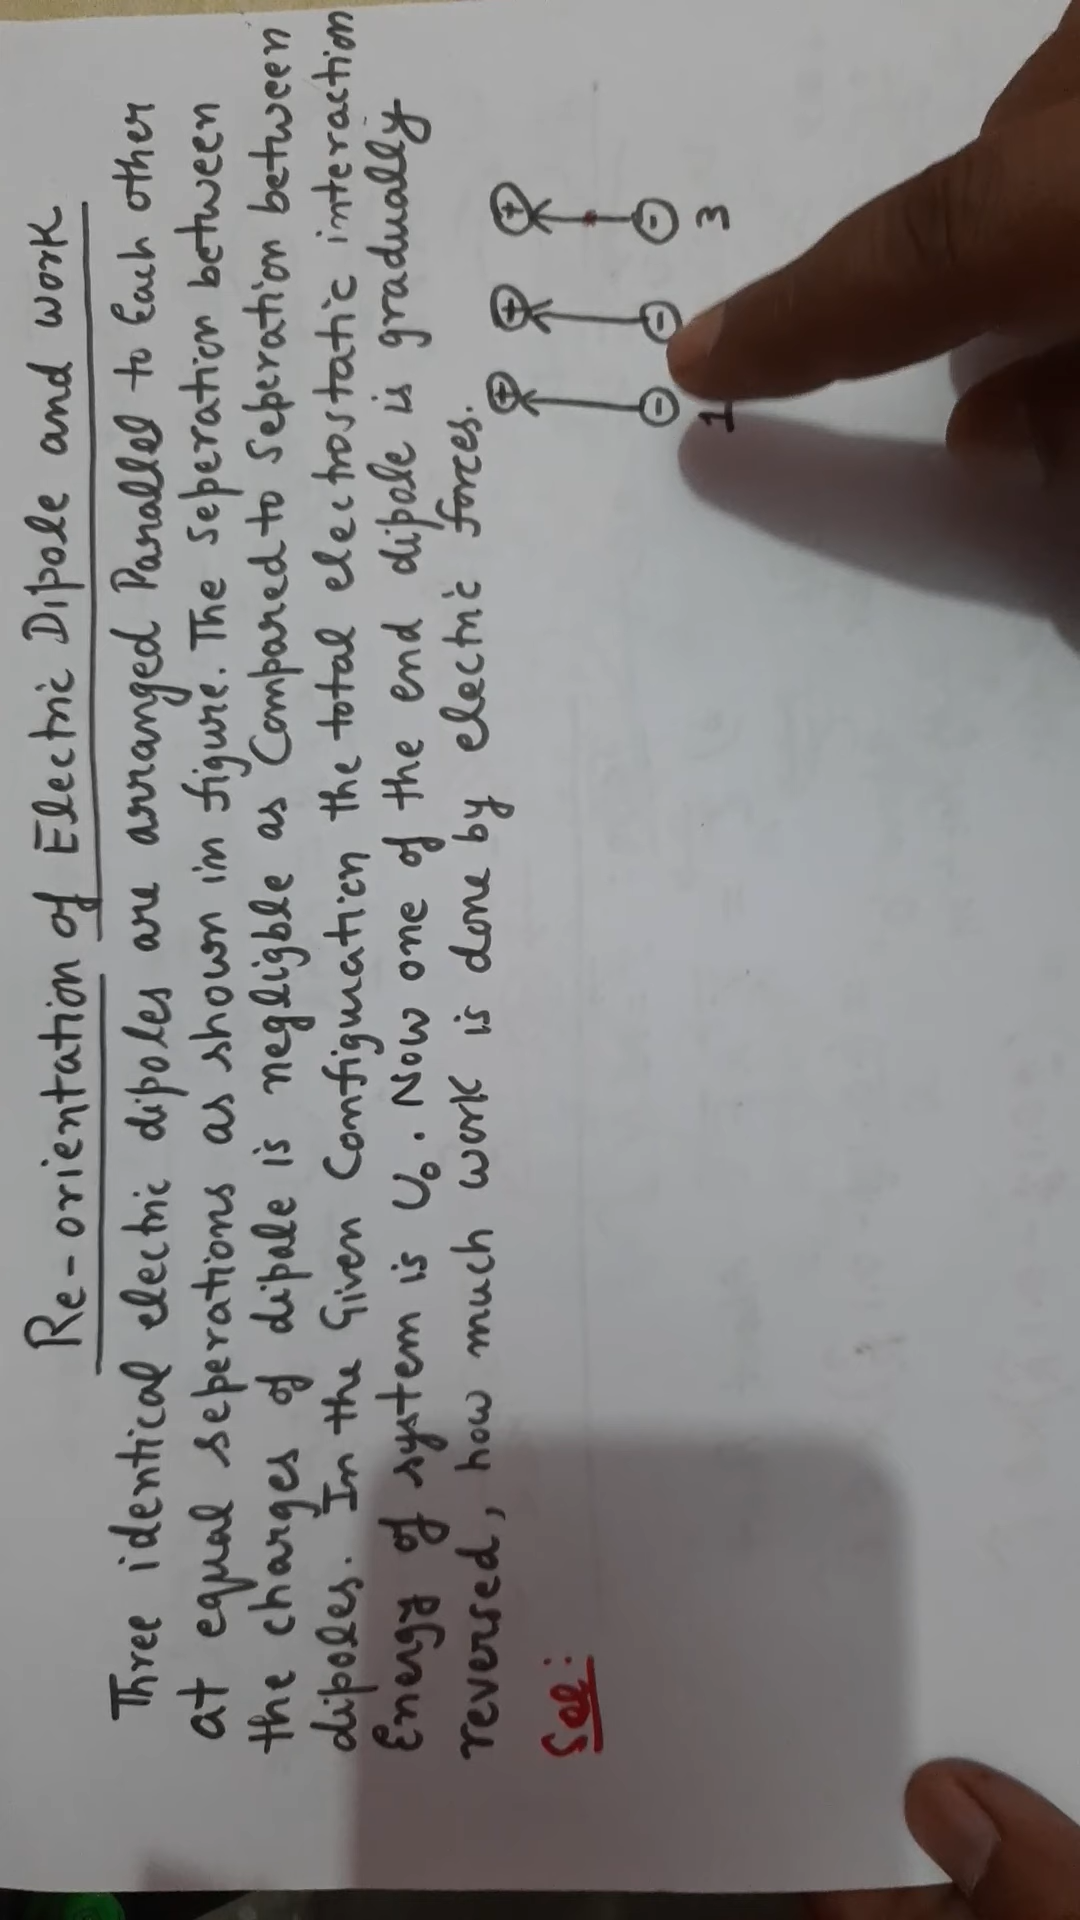 Re-orientation of Electric Dipole and work
Three identical electric dipoles are arranged Parallel to Each other
at equal seperations as shown in figure. The seperation between
the charges of dipale is negligble as Compared to seperation between
dipoles. In the Given Configuration the total electrostatic interaction
Energy of system is U₀. Now one of the end dipole is gradually
reversed, how much work is done by electric forces.
+ + +
- - -
1 3
Sol: